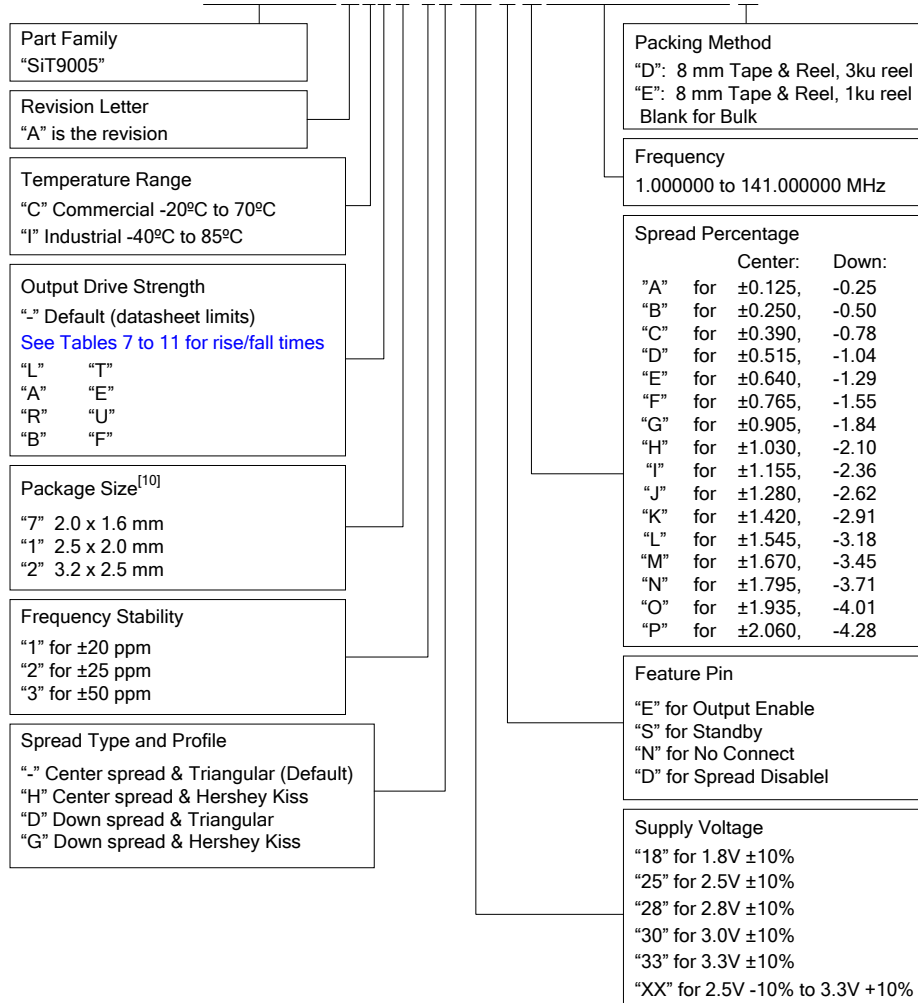 Part Family
“SiT9005”
Revision Letter
“A” is the revision
Temperature Range
“C” Commercial -20ºC to 70ºC
“I” Industrial -40ºC to 85ºC
Output Drive Strength
“-” Default (datasheet limits)
See Tables 7 to 11 for rise/fall times
“L” “T”
“A” “E”
“R” “U”
“B” “F”
Package Size[10]
“7” 2.0 x 1.6 mm
“1” 2.5 x 2.0 mm
“2” 3.2 x 2.5 mm
Frequency Stability
“1” for ±20 ppm
“2” for ±25 ppm
“3” for ±50 ppm
Spread Type and Profile
“-” Center spread & Triangular (Default)
“H” Center spread & Hershey Kiss
“D” Down spread & Triangular
“G” Down spread & Hershey Kiss
Packing Method
“D”: 8 mm Tape & Reel, 3ku reel
“E”: 8 mm Tape & Reel, 1ku reel
Blank for Bulk
Frequency
1.000000 to 141.000000 MHz
Spread Percentage
Center: Down:
”A” for ±0.125, -0.25
“B” for ±0.250, -0.50
“C” for ±0.390, -0.78
“D” for ±0.515, -1.04
“E” for ±0.640, -1.29
“F” for ±0.765, -1.55
“G” for ±0.905, -1.84
“H” for ±1.030, -2.10
“I” for ±1.155, -2.36
“J” for ±1.280, -2.62
“K” for ±1.420, -2.91
“L” for ±1.545, -3.18
“M” for ±1.670, -3.45
“N” for ±1.795, -3.71
“O” for ±1.935, -4.01
“P” for ±2.060, -4.28
Feature Pin
“E” for Output Enable
“S” for Standby
“N” for No Connect
“D” for Spread Disablel
Supply Voltage
“18” for 1.8V ±10%
“25” for 2.5V ±10%
“28” for 2.8V ±10%
“30” for 3.0V ±10%
“33” for 3.3V ±10%
“XX” for 2.5V -10% to 3.3V +10%